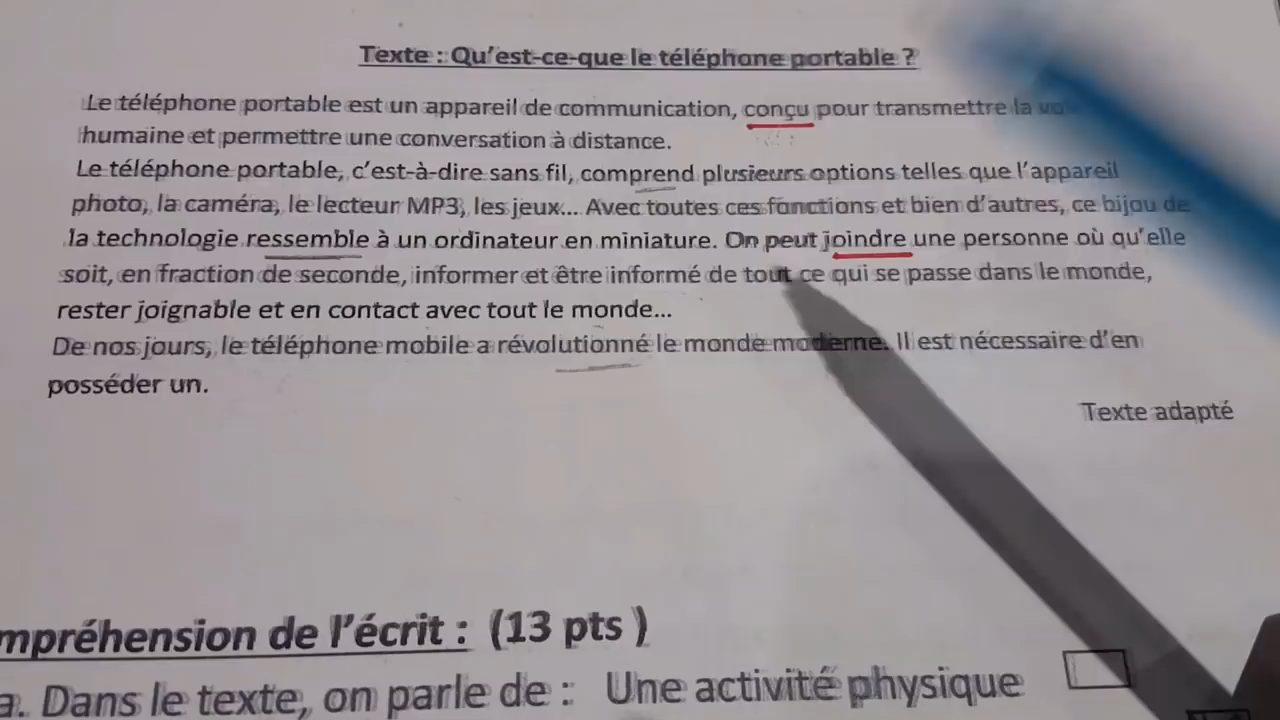 Texte : Qu'est-ce-que le téléphone portable ?
Le téléphone portable est un appareil de communication, conçu pour transmettre la
humaine et permettre une conversation à distance.
Le téléphone portable, c'est-à-dire sans fil, comprend plusieurs options telles que l'appareil
photo, la caméra, le lecteur MP3, les jeux... Avec toutes ces fonctions et bien d'autres, ce bijou de
la technologie ressemble à un ordinateur en miniature. On peut joindre une personne où qu'elle
soit, en fraction de seconde, informer et être informé de tout ce qui se passe dans le monde,
rester joignable et en contact avec tout le monde...
De nos jours, le téléphone mobile a révolutionné le monde moderne. Il est nécessaire d'en
posséder un.
Texte adapté
mpréhension de l'écrit : (13 pts )
a. Dans le texte, on parle de : Une activité physique